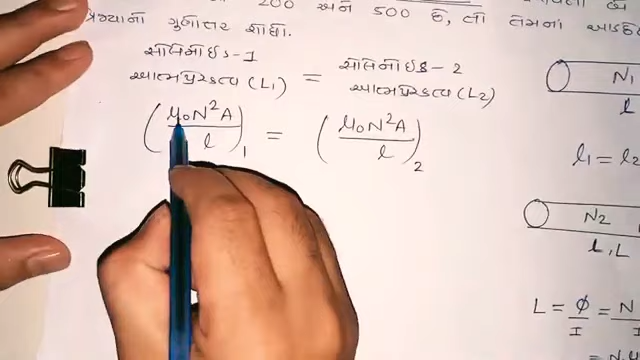 200 અને 500 છે, તો તેમના
ત્રિજ્યાનો ગુણોત્તર શોધો.
સોલેનોઇડ-1
આત્મપ્રેરકત્વ (L₁) = સોલેનોઇડ-2
આત્મપ્રેરકત્વ (L₂)
(μ₀N²A / l)₁ = (μ₀N²A / l)₂
N₁
l
l₁ = l₂
N₂
l, L
L = φ/I = N
I